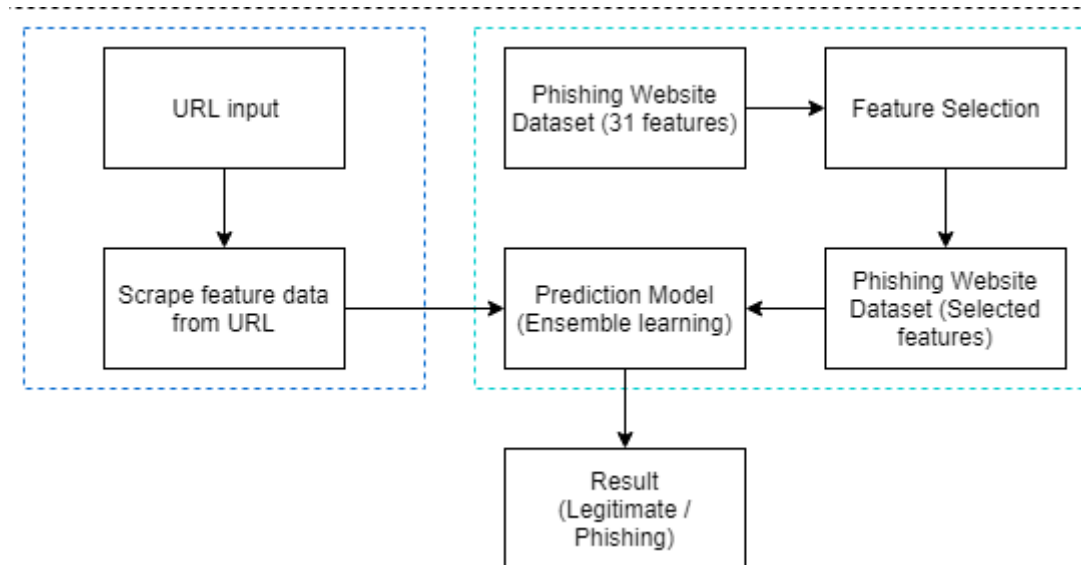 URL input
Phishing Website
Dataset (31 features)
Feature Selection
Scrape feature data
from URL
Prediction Model
(Ensemble learning)
Phishing Website
Dataset (Selected
features)
Result
(Legitimate /
Phishing)